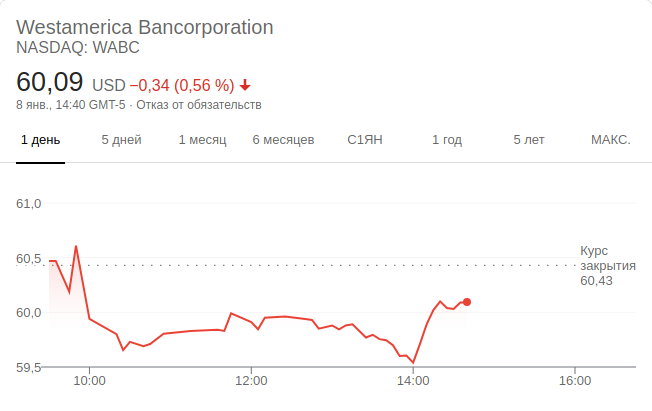 Westamerica Bancorporation
NASDAQ: WABC
60,09 USD −0,34 (0,56 %)
8 янв., 14:40 GMT-5 · Отказ от обязательств
1 день 5 дней 1 месяц 6 месяцев С1ЯН 1 год 5 лет МАКС.
61,0
60,5
60,0
59,5
Курс
закрытия
60,43
10:00 12:00 14:00 16:00